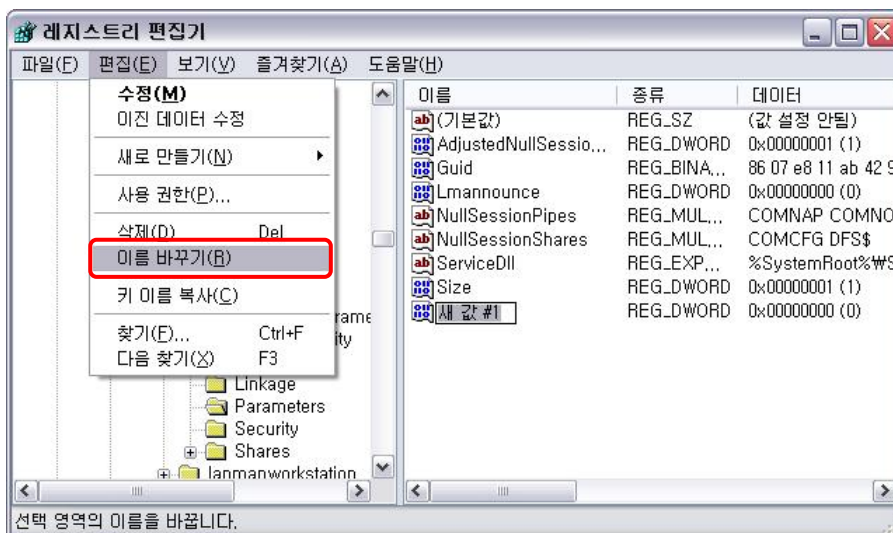 레지스트리 편집기
파일(F) 편집(E) 보기(V) 즐겨찾기(A) 도움말(H)
수정(M)
이진 데이터 수정
새로 만들기(N)
사용 권한(P)...
삭제(D) Del
이름 바꾸기(R)
키 이름 복사(C)
찾기(F)... Ctrl+F
다음 찾기(X) F3
rame
ity
Linkage
Parameters
Security
Shares
lanmanworkstation
이름 종류 데이터
(기본값) REG_SZ (값 설정 안됨)
AdjustedNullSessio... REG_DWORD 0x00000001 (1)
Guid REG_BINA... 86 07 e8 11 ab 42 9
Lmannounce REG_DWORD 0x00000000 (0)
NullSessionPipes REG_MUL... COMNAP COMNO
NullSessionShares REG_MUL... COMCFG DFS$
ServiceDll REG_EXP... %SystemRoot%₩S
Size REG_DWORD 0x00000001 (1)
새 값 #1 REG_DWORD 0x00000000 (0)
선택 영역의 이름을 바꿉니다.